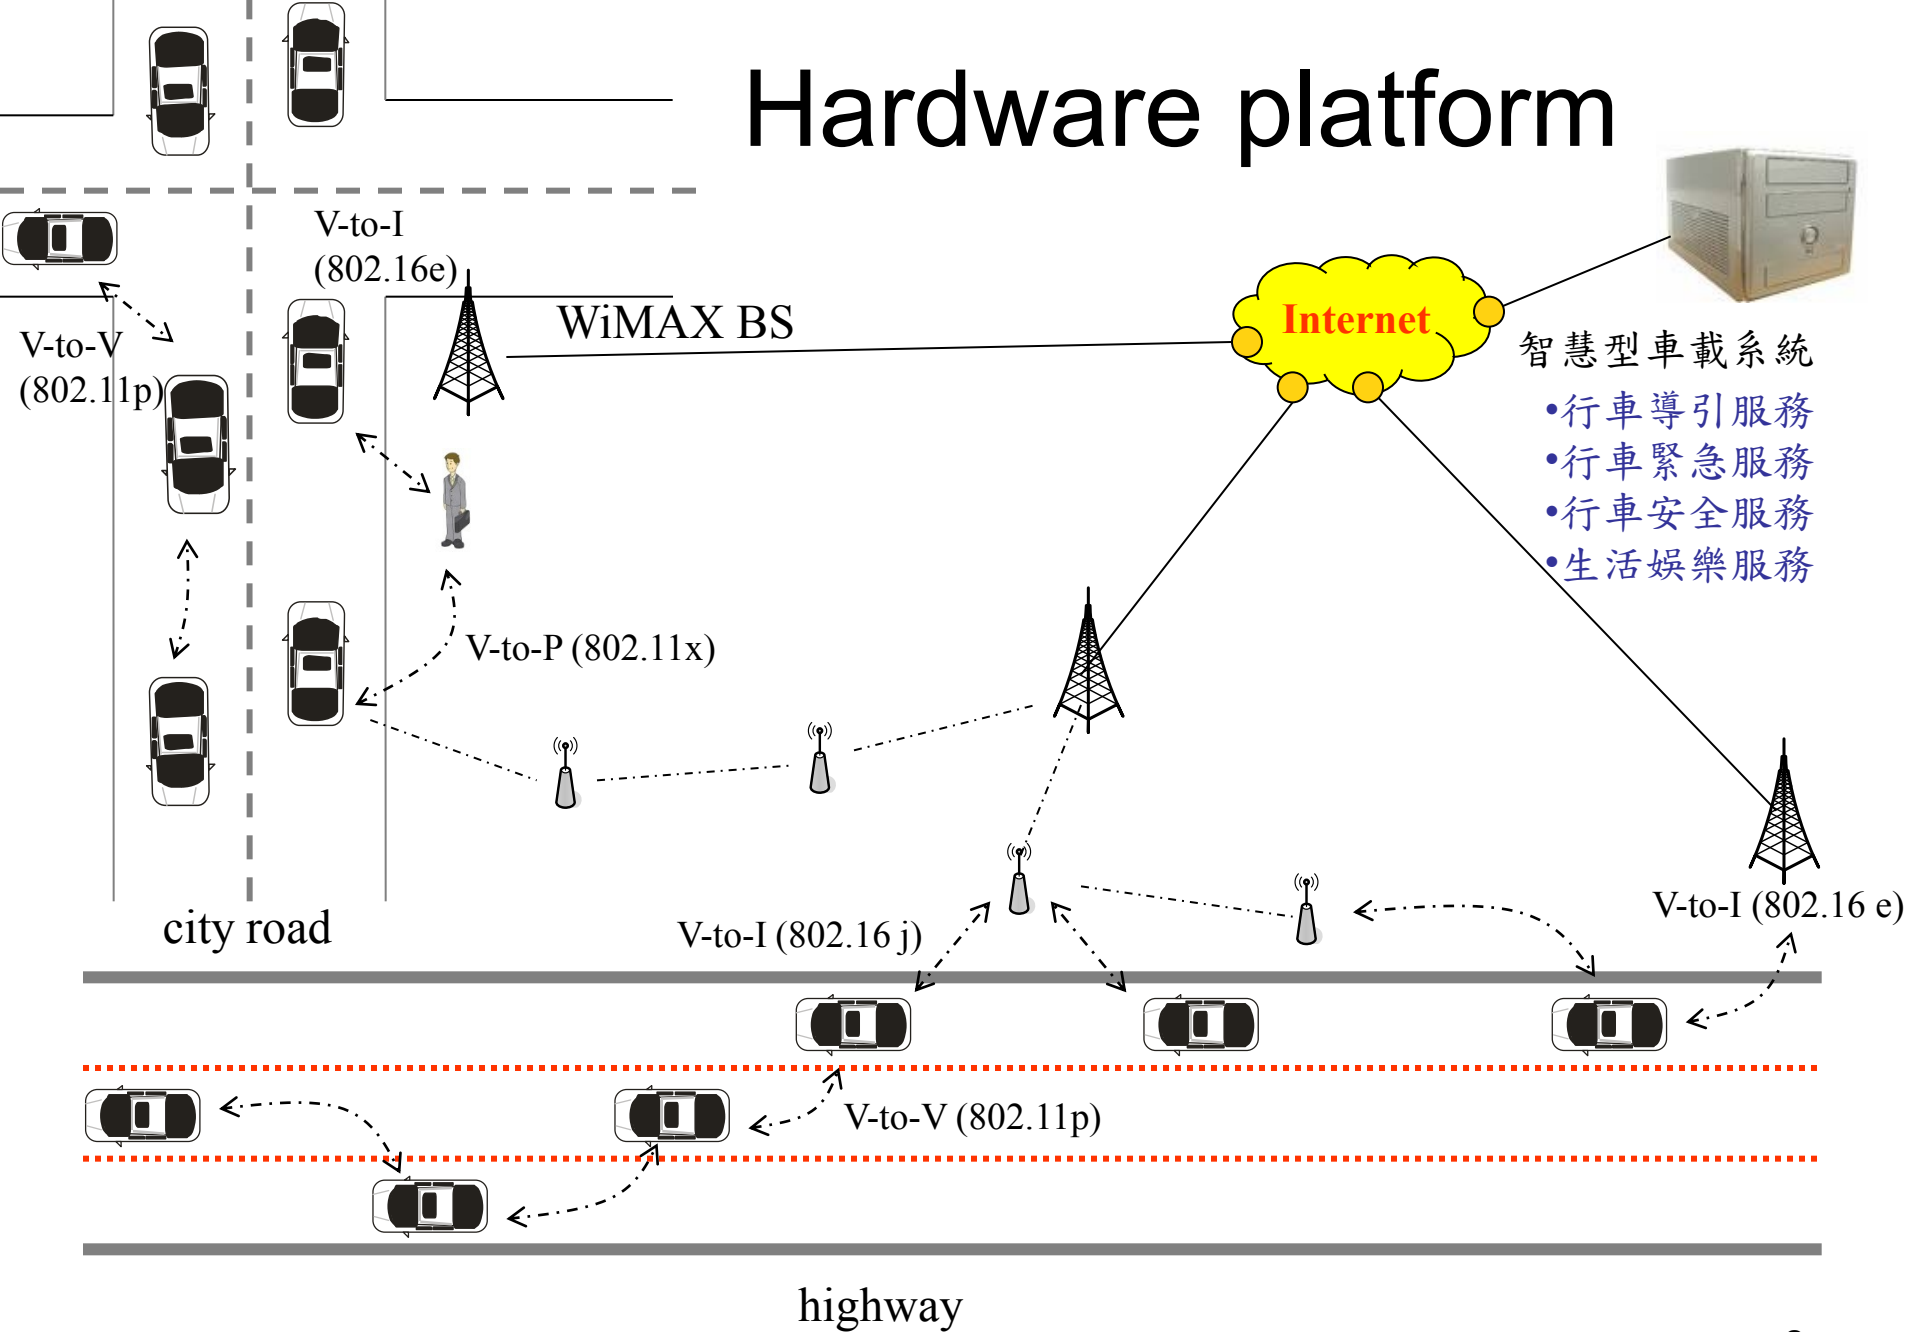 Hardware platform
V-to-I
(802.16e)
WiMAX BS
Internet
V-to-V
(802.11p)
智慧型車載系統
•行車導引服務
•行車緊急服務
•行車安全服務
•生活娛樂服務
V-to-P (802.11x)
V-to-I (802.16 e)
city road
V-to-I (802.16 j)
V-to-V (802.11p)
highway